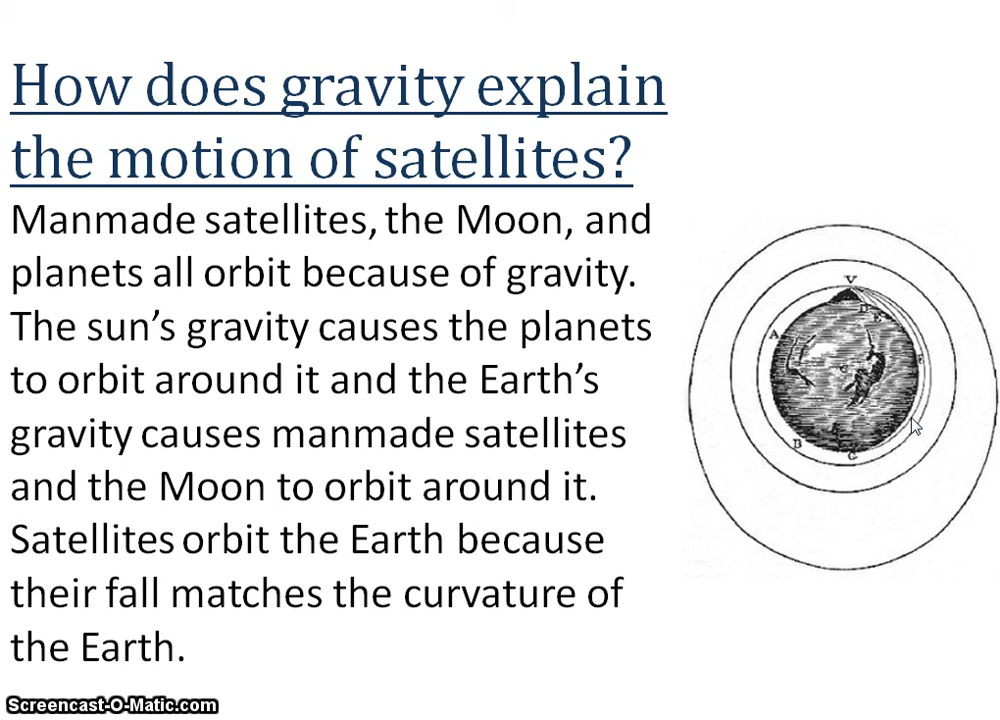 How does gravity explain
the motion of satellites?
Manmade satellites, the Moon, and
planets all orbit because of gravity.
The sun's gravity causes the planets
to orbit around it and the Earth's
gravity causes manmade satellites
and the Moon to orbit around it.
Satellites orbit the Earth because
their fall matches the curvature of
the Earth.
V
D
E
A
B
C
Screencast-O-Matic.com